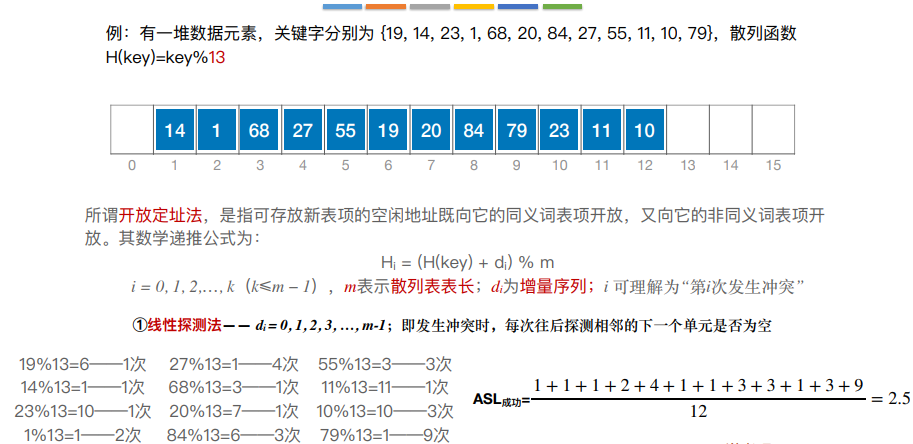 例：有一堆数据元素，关键字分别为 {19, 14, 23, 1, 68, 20, 84, 27, 55, 11, 10, 79}，散列函数
H(key)=key%13
14 1 68 27 55 19 20 84 79 23 11 10
0 1 2 3 4 5 6 7 8 9 10 11 12 13 14 15
所谓开放定址法，是指可存放新表项的空闲地址既向它的同义词表项开放，又向它的非同义词表项开
放。其数学递推公式为：
Hi = (H(key) + di) % m
i = 0, 1, 2,…, k（k≤m – 1），m表示散列表表长；di为增量序列；i 可理解为“第i次发生冲突”
①线性探测法—— di = 0, 1, 2, 3, …, m-1；即发生冲突时，每次往后探测相邻的下一个单元是否为空
19%13=6——1次 27%13=1——4次 55%13=3——3次
14%13=1——1次 68%13=3——1次 11%13=11——1次
23%13=10——1次 20%13=7——1次 10%13=10——3次
1%13=1——2次 84%13=6——3次 79%13=1——9次
ASL成功=1 + 1 + 1 + 2 + 4 + 1 + 1 + 3 + 3 + 1 + 3 + 9
12
= 2.5